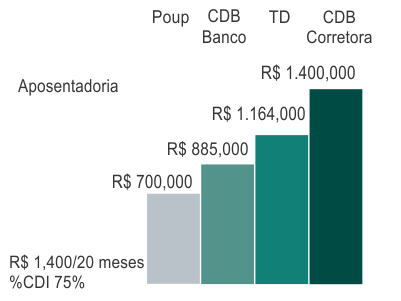 Poup
CDB
Banco
TD
CDB
Corretora
R$ 1.400,000
Aposentadoria
R$ 1.164,000
R$ 885,000
R$ 700,000
R$ 1,400/20 meses
%CDI 75%